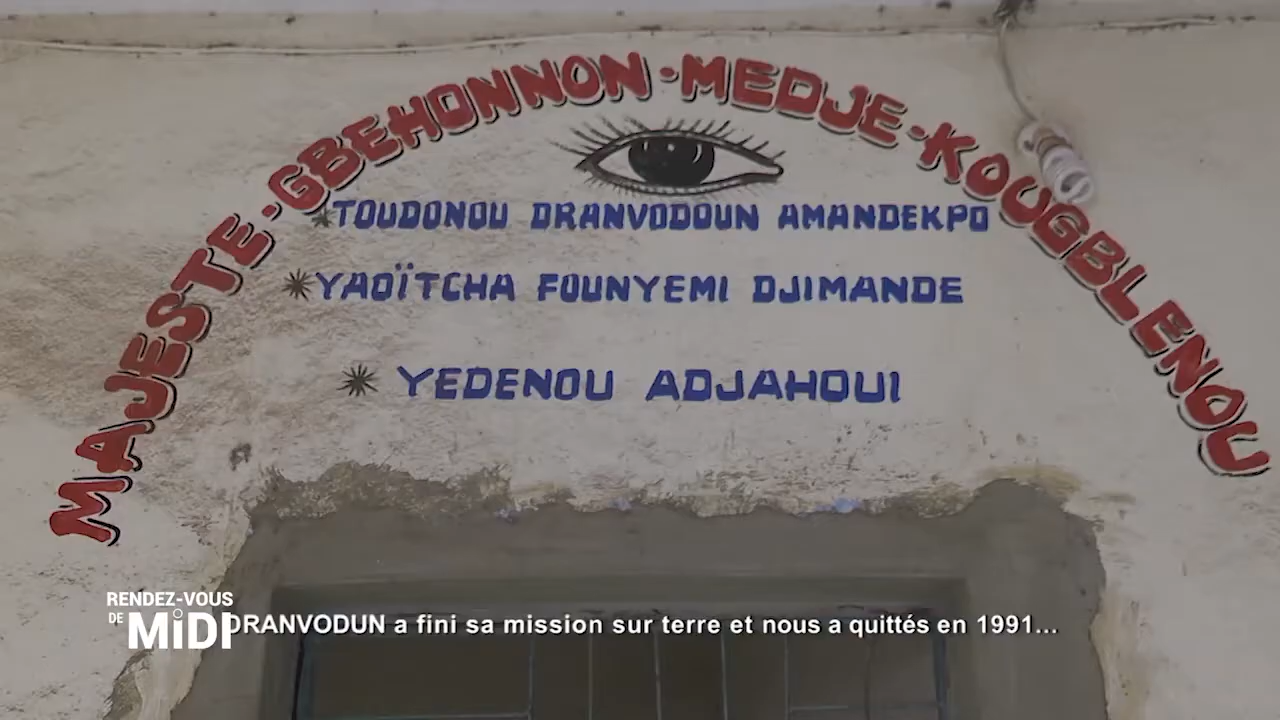 MAJESTE-GBEHONNON-MEDJE-KOUGBLENOU
*TOUDONOU DRANVODOUN AMANDEKPO
*YAOÏTCHA FOUNYEMI DJIMANDE
* YEDENOU ADJAHOUI
RENDEZ-VOUS
DE MiDI
DRANVODUN a fini sa mission sur terre et nous a quittés en 1991...